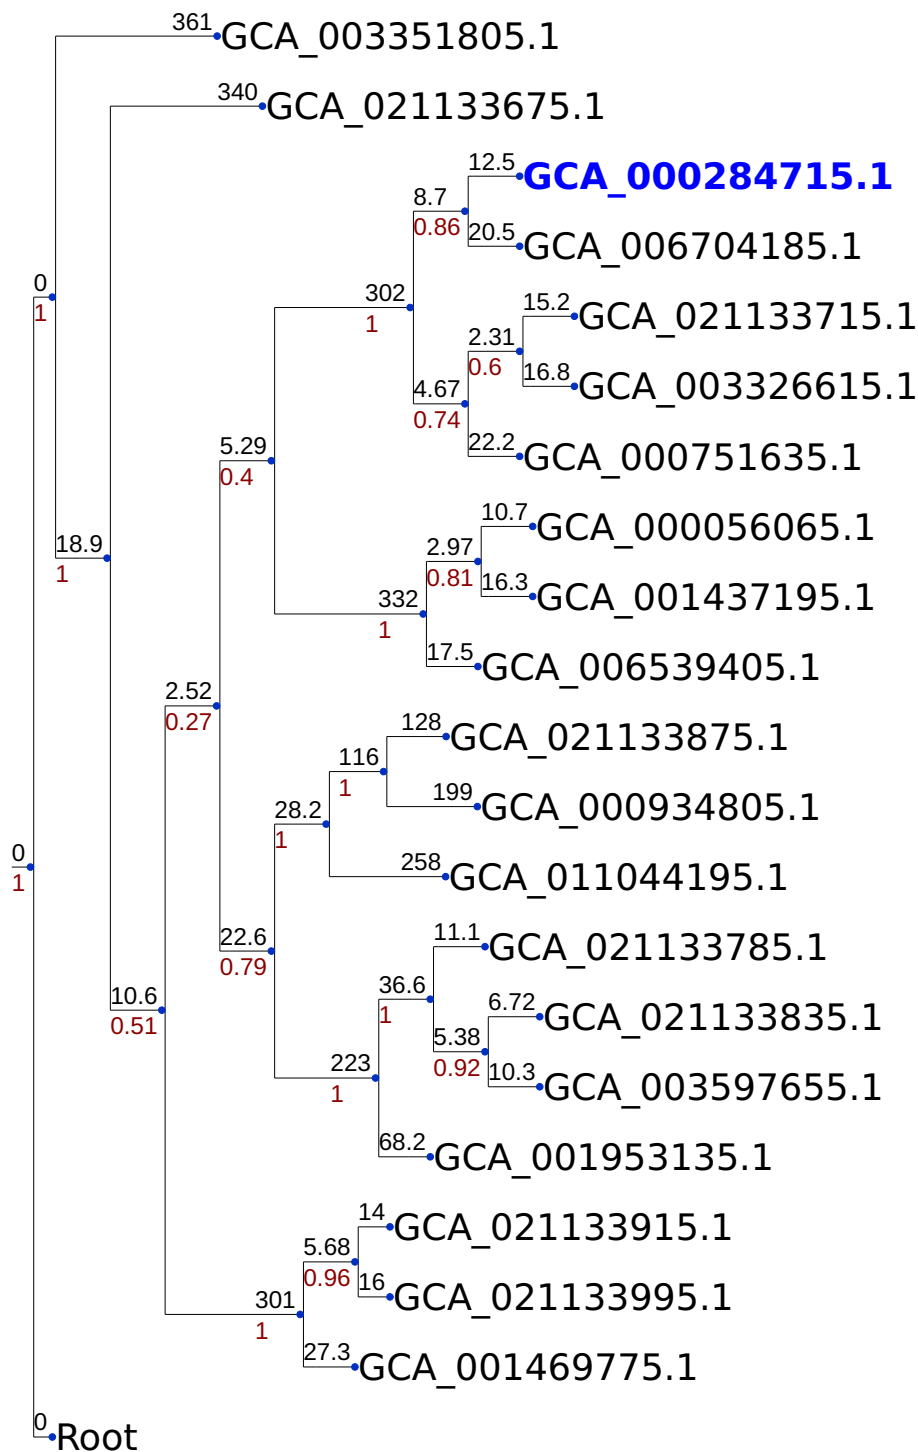 361 GCA_003351805.1
340 GCA_021133675.1
12.5 GCA_000284715.1
8.7
0.86
20.5 GCA_006704185.1
302
1
15.2 GCA_021133715.1
2.31
0.6
16.8 GCA_003326615.1
4.67
0.74
22.2 GCA_000751635.1
0
1
5.29
0.4
10.7 GCA_000056065.1
2.97
0.81
16.3 GCA_001437195.1
18.9
1
332
1
17.5 GCA_006539405.1
2.52
0.27
128 GCA_021133875.1
116
1
199 GCA_000934805.1
28.2
1
258 GCA_011044195.1
0
1
22.6
0.79
11.1 GCA_021133785.1
36.6
1
10.6
0.51
6.72 GCA_021133835.1
5.38
0.92
10.3 GCA_003597655.1
223
1
68.2 GCA_001953135.1
14 GCA_021133915.1
5.68
0.96
16 GCA_021133995.1
301
1
27.3 GCA_001469775.1
0 Root